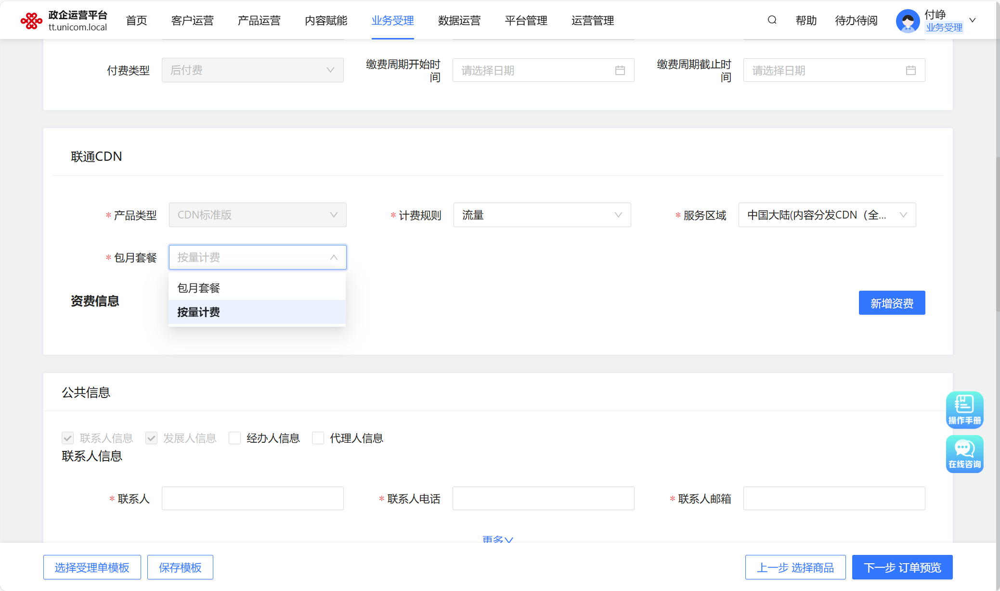 政企运营平台
tt.unicom.local
首页
客户运营
产品运营
内容赋能
业务受理
数据运营
平台管理
运营管理
帮助
待办待阅
付峥
业务受理
付费类型
后付费
缴费周期开始时
间
请选择日期
缴费周期截止时
间
请选择日期
联通CDN
* 产品类型
CDN标准版
* 计费规则
流量
* 服务区域
中国大陆(内容分发CDN（全...
* 包月套餐
按量计费
包月套餐
按量计费
资费信息
新增资费
公共信息
联系人信息
发展人信息
经办人信息
代理人信息
联系人信息
* 联系人
* 联系人电话
* 联系人邮箱
更多
操作手册
在线咨询
选择受理单模板
保存模板
上一步 选择商品
下一步 订单预览